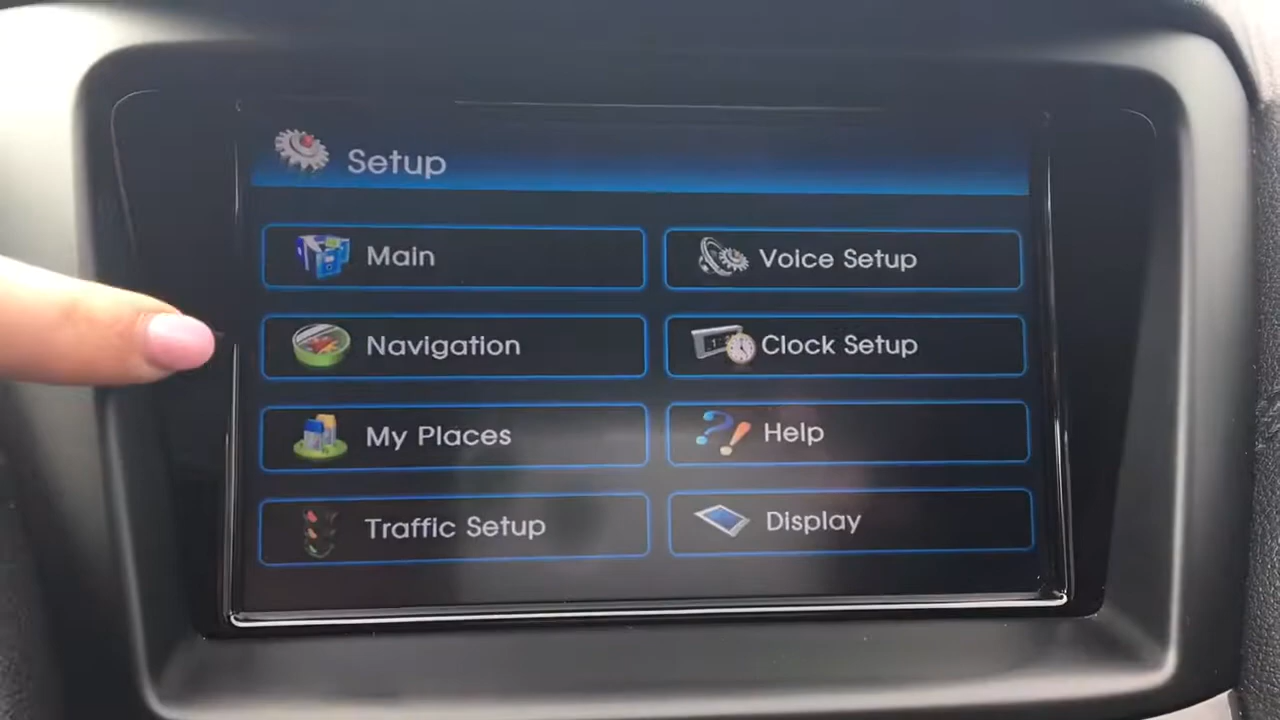 Setup
Main
Voice Setup
Navigation
Clock Setup
My Places
Help
Traffic Setup
Display